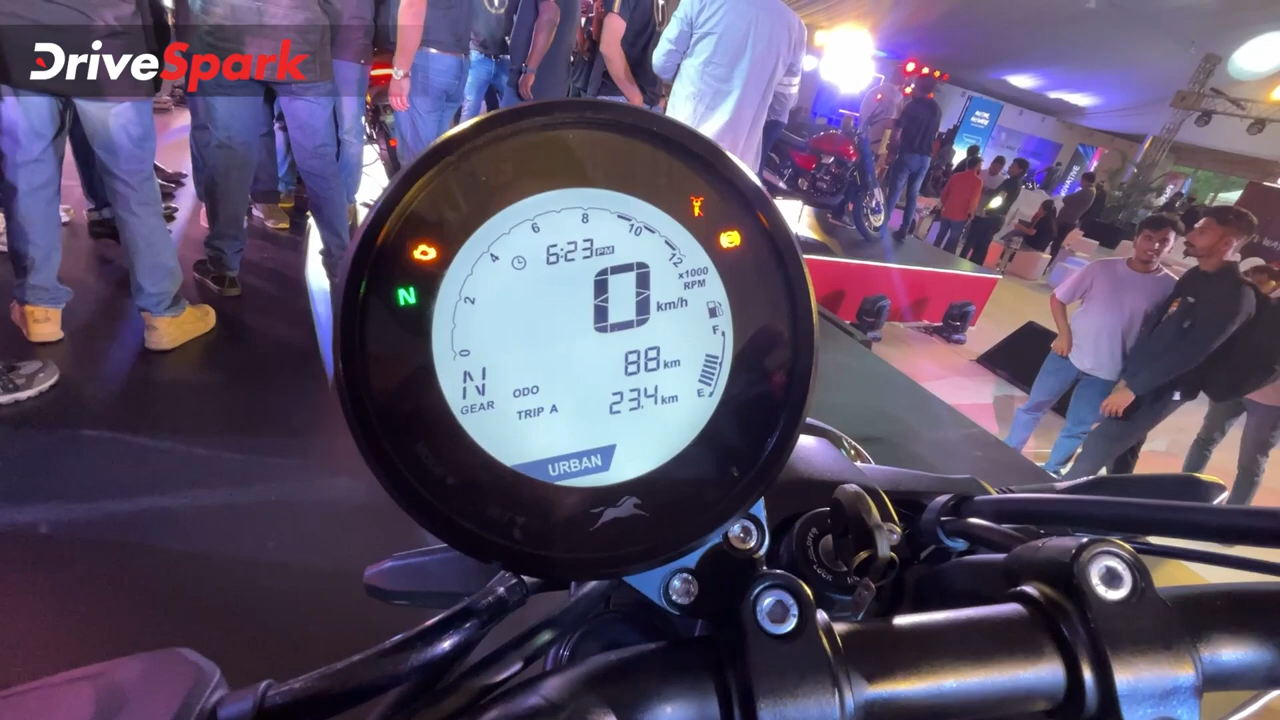 DriveSpark
6:23 PM
0 2 4 6 8 10 12
x1000
RPM
0 km/h
N
F
E
88 km
23.4 km
N
GEAR
ODO
TRIP A
URBAN
LOCK